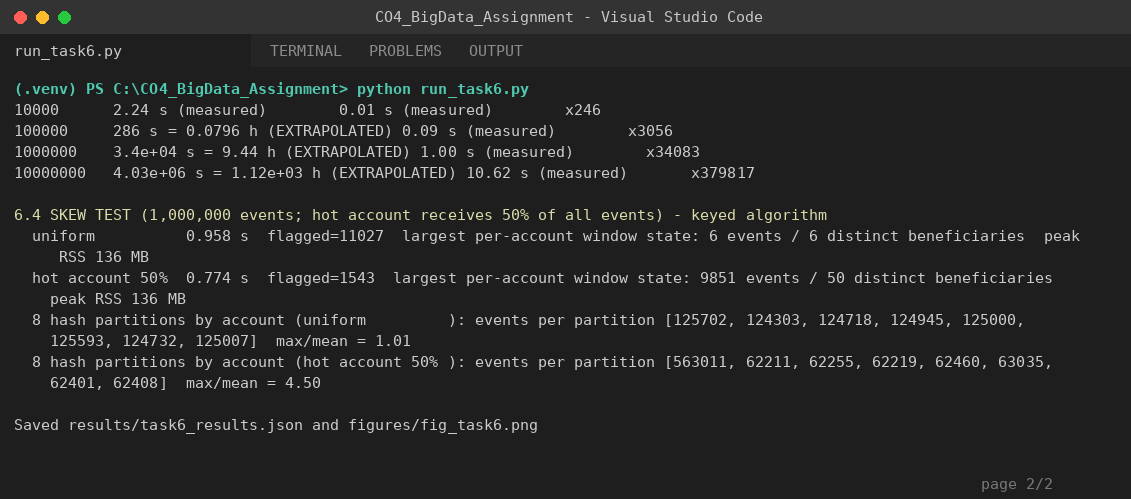 CO4_BigData_Assignment - Visual Studio Code
run_task6.py TERMINAL PROBLEMS OUTPUT
(.venv) PS C:\CO4_BigData_Assignment> python run_task6.py
10000      2.24 s (measured)        0.01 s (measured)        x246
100000     286 s = 0.0796 h (EXTRAPOLATED) 0.09 s (measured)        x3056
1000000    3.4e+04 s = 9.44 h (EXTRAPOLATED) 1.00 s (measured)        x34083
10000000   4.03e+06 s = 1.12e+03 h (EXTRAPOLATED) 10.62 s (measured)       x379817
6.4 SKEW TEST (1,000,000 events; hot account receives 50% of all events) - keyed algorithm
  uniform          0.958 s  flagged=11027  largest per-account window state: 6 events / 6 distinct beneficiaries  peak
     RSS 136 MB
  hot account 50%  0.774 s  flagged=1543  largest per-account window state: 9851 events / 50 distinct beneficiaries
    peak RSS 136 MB
  8 hash partitions by account (uniform         ): events per partition [125702, 124303, 124718, 124945, 125000,
    125593, 124732, 125007]  max/mean = 1.01
  8 hash partitions by account (hot account 50% ): events per partition [563011, 62211, 62255, 62219, 62460, 63035,
    62401, 62408]  max/mean = 4.50
Saved results/task6_results.json and figures/fig_task6.png
page 2/2